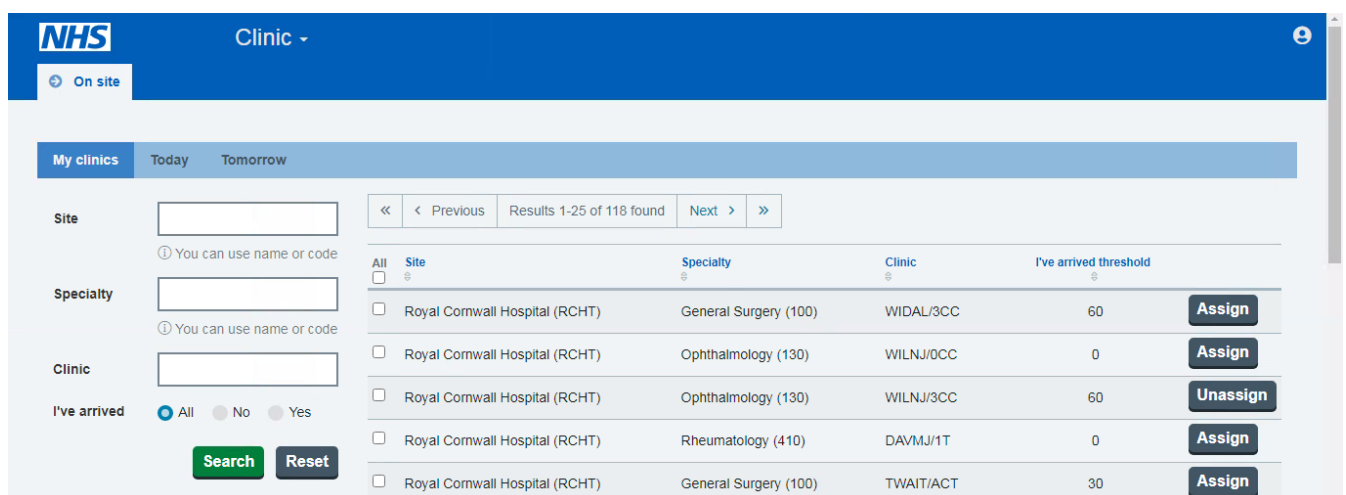 NHS Clinic
On site
My clinics Today Tomorrow
Site
You can use name or code
Specialty
You can use name or code
Clinic
I've arrived All No Yes
Search Reset
« < Previous Results 1-25 of 118 found Next > »
All Site Specialty Clinic I've arrived threshold
Royal Cornwall Hospital (RCHT) General Surgery (100) WIDAL/3CC 60 Assign
Royal Cornwall Hospital (RCHT) Ophthalmology (130) WILNJ/0CC 0 Assign
Royal Cornwall Hospital (RCHT) Ophthalmology (130) WILNJ/3CC 60 Unassign
Royal Cornwall Hospital (RCHT) Rheumatology (410) DAVMJ/1T 0 Assign
Royal Cornwall Hospital (RCHT) General Surgery (100) TWAIT/ACT 30 Assign